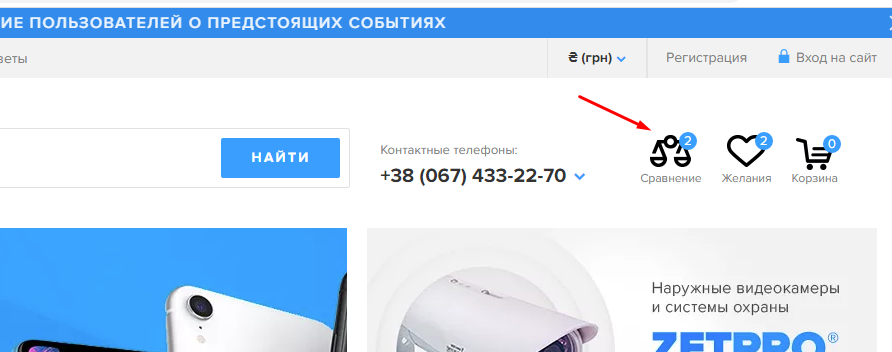 ИЕ ПОЛЬЗОВАТЕЛЕЙ О ПРЕДСТОЯЩИХ СОБЫТИЯХ
веты
₴ (грн)
Регистрация
Вход на сайт
НАЙТИ
Контактные телефоны:
+38 (067) 433-22-70
2
2
0
Сравнение
Желания
Корзина
Наружные видеокамеры
и системы охраны
ZETPRO®